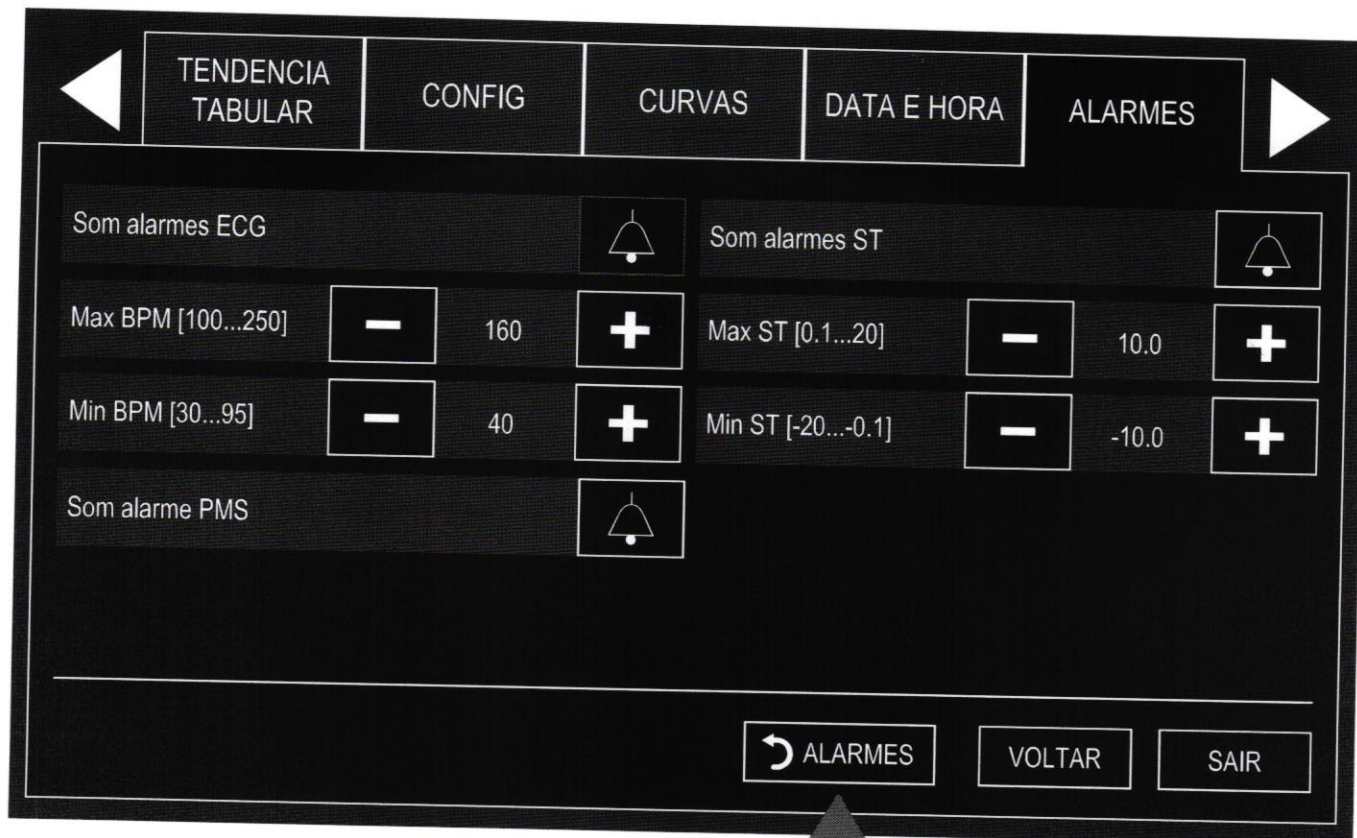 TENDENCIA
TABULAR
CONFIG
CURVAS
DATA E HORA
ALARMES
Som alarmes ECG
Som alarmes ST
Max BPM [100...250]
160
Max ST [0.1...20]
10.0
Min BPM [30...95]
40
Min ST [-20...-0.1]
-10.0
Som alarme PMS
ALARMES
VOLTAR
SAIR